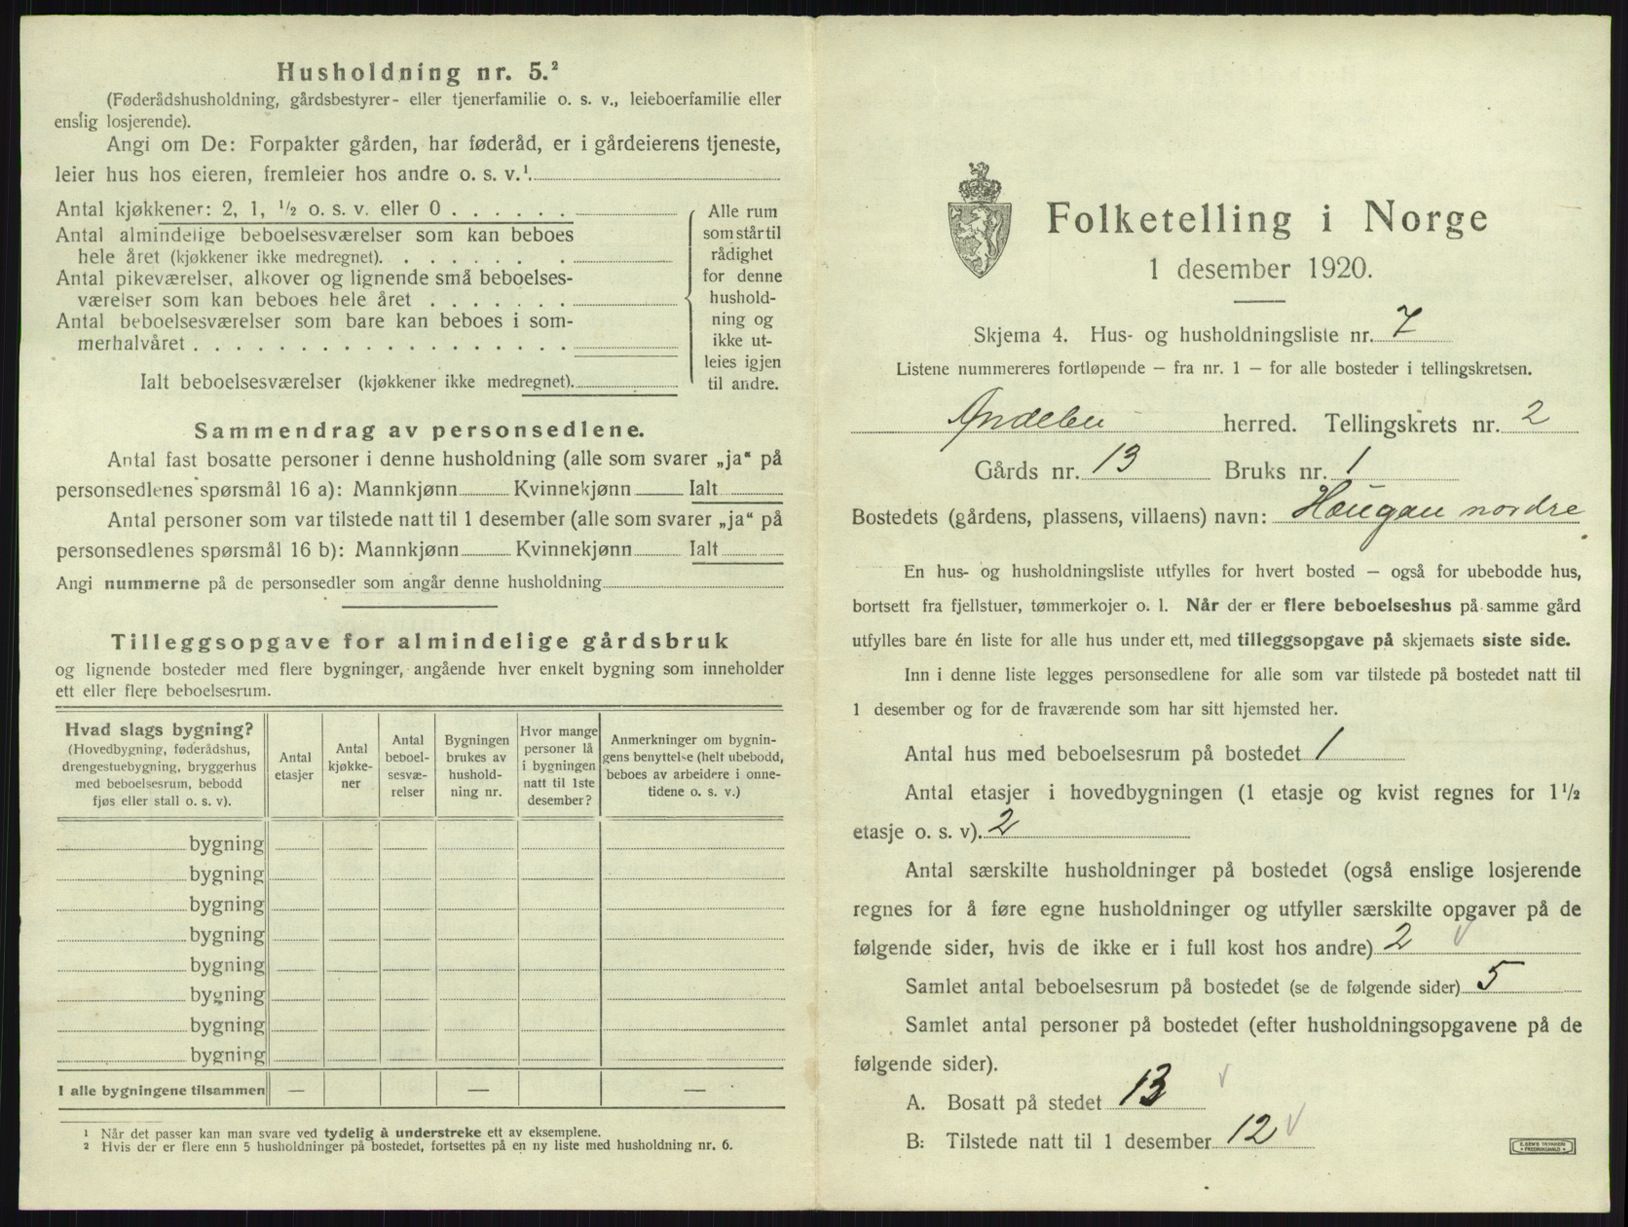 Husholdning nr. 5.²
(Føderådshusholdning, gårdsbestyrer- eller tjenerfamilie o. s. v., leieboerfamilie eller
enslig losjerende).
Angi om De: Forpakter gården, har føderåd, er i gårdeierens tjeneste,
leier hus hos eieren, fremleier hos andre o. s. v.¹.
Antal kjøkkener: 2, 1, ½ o. s. v. eller 0 . . . . . .
Antal almindelige beboelsesværelser som kan beboes
hele året (kjøkkener ikke medregnet). . . . . . . .
Antal pikeværelser, alkover og lignende små beboelses-
værelser som kan beboes hele året . . . . . . .
Antal beboelsesværelser som bare kan beboes i som-
merhalvåret . . . . . . . . . . . . . . . . . .
Ialt beboelsesværelser (kjøkkener ikke medregnet).
Alle rum
som står til
rådighet
for denne
hushold-
ning og
ikke ut-
leies igjen
til andre.
Sammendrag av personsedlene.
Antal fast bosatte personer i denne husholdning (alle som svarer „ja“ på
personsedlenes spørsmål 16 a): Mannkjønn Kvinnekjønn Ialt
Antal personer som var tilstede natt til 1 desember (alle som svarer „ja“ på
personsedlenes spørsmål 16 b): Mannkjønn Kvinnekjønn Ialt
Angi nummerne på de personsedler som angår denne husholdning
Tilleggsopgave for almindelige gårdsbruk
og lignende bosteder med flere bygninger, angående hver enkelt bygning som inneholder
ett eller flere beboelsesrum.
Hvad slags bygning?
(Hovedbygning, føderådshus,
drengestuebygning, bryggerhus
med beboelsesrum, bebodd
fjøs eller stall o. s. v).
Antal
etasjer
Antal
kjøkke-
ner
Antal
beboel-
sesvæ-
relser
Bygningen
brukes av
hushold-
ning nr.
Hvor mange
personer lå
i bygningen
natt til 1ste
desember?
Anmerkninger om bygnin-
gens benyttelse (helt ubebodd,
beboes av arbeidere i onne-
tidene o. s. v.)
bygning
bygning
bygning
bygning
bygning
bygning
bygning
bygning
I alle bygningene tilsammen — — —
¹ Når det passer kan man svare ved tydelig å understreke ett av eksemplene.
² Hvis der er flere enn 5 husholdninger på bostedet, fortsettes på en ny liste med husholdning nr. 6.
Folketelling i Norge
1 desember 1920.
Skjema 4. Hus- og husholdningsliste nr. 7
Listene nummereres fortløpende — fra nr. 1 — for alle bosteder i tellingskretsen.
Andebu herred. Tellingskrets nr. 2
Gårds nr. 13 Bruks nr. 1
Bostedets (gårdens, plassens, villaens) navn: Haugan nordre
En hus- og husholdningsliste utfylles for hvert bosted — også for ubebodde hus,
bortsett fra fjellstuer, tømmerkojer o. l. Når der er flere beboelseshus på samme gård
utfylles bare én liste for alle hus under ett, med tilleggsopgave på skjemaets siste side.
Inn i denne liste legges personsedlene for alle som var tilstede på bostedet natt til
1 desember og for de fraværende som har sitt hjemsted her.
Antal hus med beboelsesrum på bostedet 1
Antal etasjer i hovedbygningen (1 etasje og kvist regnes for 1½
etasje o. s. v). 2
Antal særskilte husholdninger på bostedet (også enslige losjerende
regnes for å føre egne husholdninger og utfyller særskilte opgaver på de
følgende sider, hvis de ikke er i full kost hos andre) 2
Samlet antal beboelsesrum på bostedet (se de følgende sider) 5
Samlet antal personer på bostedet (efter husholdningsopgavene på de
følgende sider).
A. Bosatt på stedet 13
B: Tilstede natt til 1 desember 12